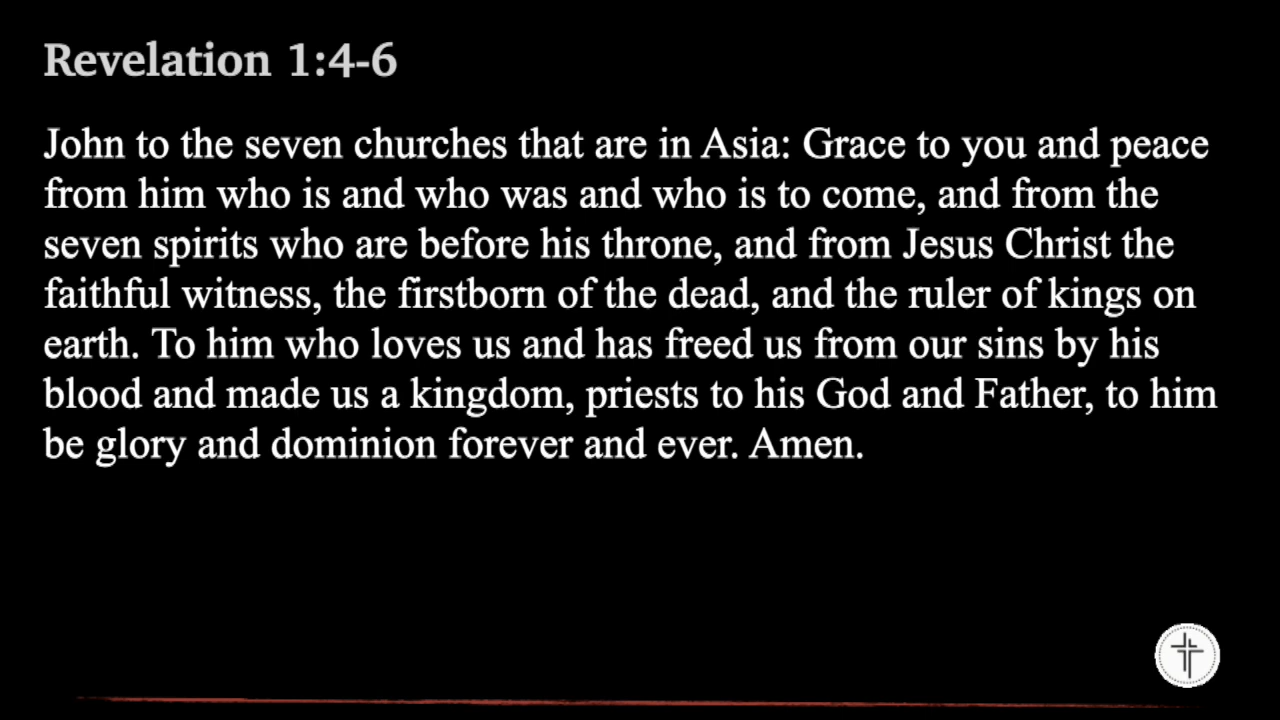 Revelation 1:4-6
John to the seven churches that are in Asia: Grace to you and peace
from him who is and who was and who is to come, and from the
seven spirits who are before his throne, and from Jesus Christ the
faithful witness, the firstborn of the dead, and the ruler of kings on
earth. To him who loves us and has freed us from our sins by his
blood and made us a kingdom, priests to his God and Father, to him
be glory and dominion forever and ever. Amen.